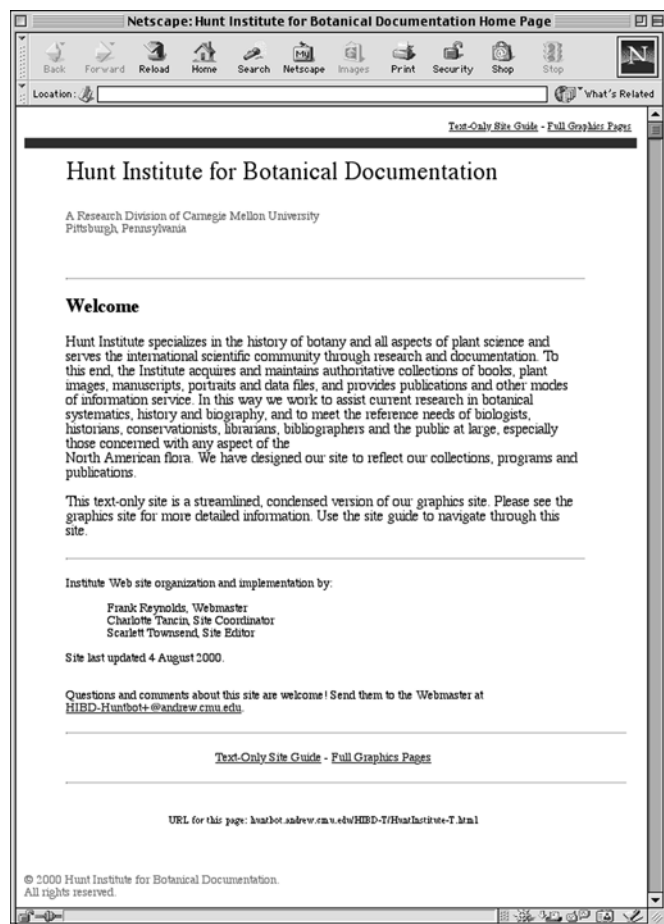 Netscape: Hunt Institute for Botanical Documentation Home Page
Back Forward Reload Home Search Netscape Images Print Security Shop Stop
My
N
Location: What's Related
Text-Only Site Guide - Full Graphics Pages
Hunt Institute for Botanical Documentation
A Research Division of Carnegie Mellon University
Pittsburgh, Pennsylvania
Welcome
Hunt Institute specializes in the history of botany and all aspects of plant science and
serves the international scientific community through research and documentation. To
this end, the Institute acquires and maintains authoritative collections of books, plant
images, manuscripts, portraits and data files, and provides publications and other modes
of information service. In this way we work to assist current research in botanical
systematics, history and biography, and to meet the reference needs of biologists,
historians, conservationists, librarians, bibliographers and the public at large, especially
those concerned with any aspect of the
North American flora. We have designed our site to reflect our collections, programs and
publications.
This text-only site is a streamlined, condensed version of our graphics site. Please see the
graphics site for more detailed information. Use the site guide to navigate through this
site.
Institute Web site organization and implementation by:
Frank Reynolds, Webmaster
Charlotte Tancin, Site Coordinator
Scarlett Townsend, Site Editor
Site last updated 4 August 2000.
Questions and comments about this site are welcome! Send them to the Webmaster at
HIBD-Huntbot+@andrew.cmu.edu.
Text-Only Site Guide - Full Graphics Pages
URL for this page: huntbot.andrew.cmu.edu/HIBD-T/HuntInstitute-T.html
© 2000 Hunt Institute for Botanical Documentation.
All rights reserved.